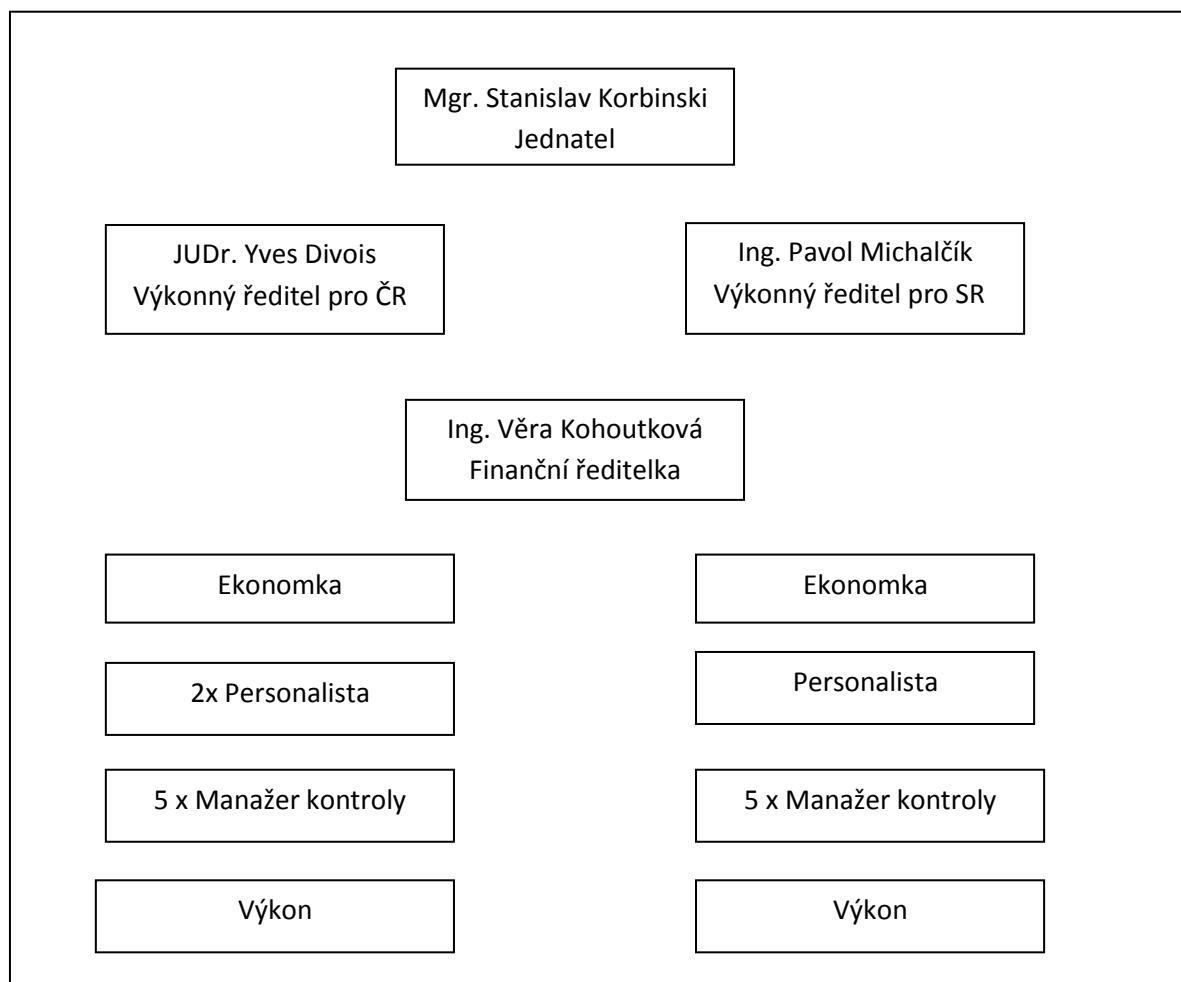 Mgr. Stanislav Korbinski
Jednatel
JUDr. Yves Divois
Výkonný ředitel pro ČR
Ing. Pavol Michalčík
Výkonný ředitel pro SR
Ing. Věra Kohoutková
Finanční ředitelka
Ekonomka
Ekonomka
2x Personalista
Personalista
5 x Manažer kontroly
5 x Manažer kontroly
Výkon
Výkon